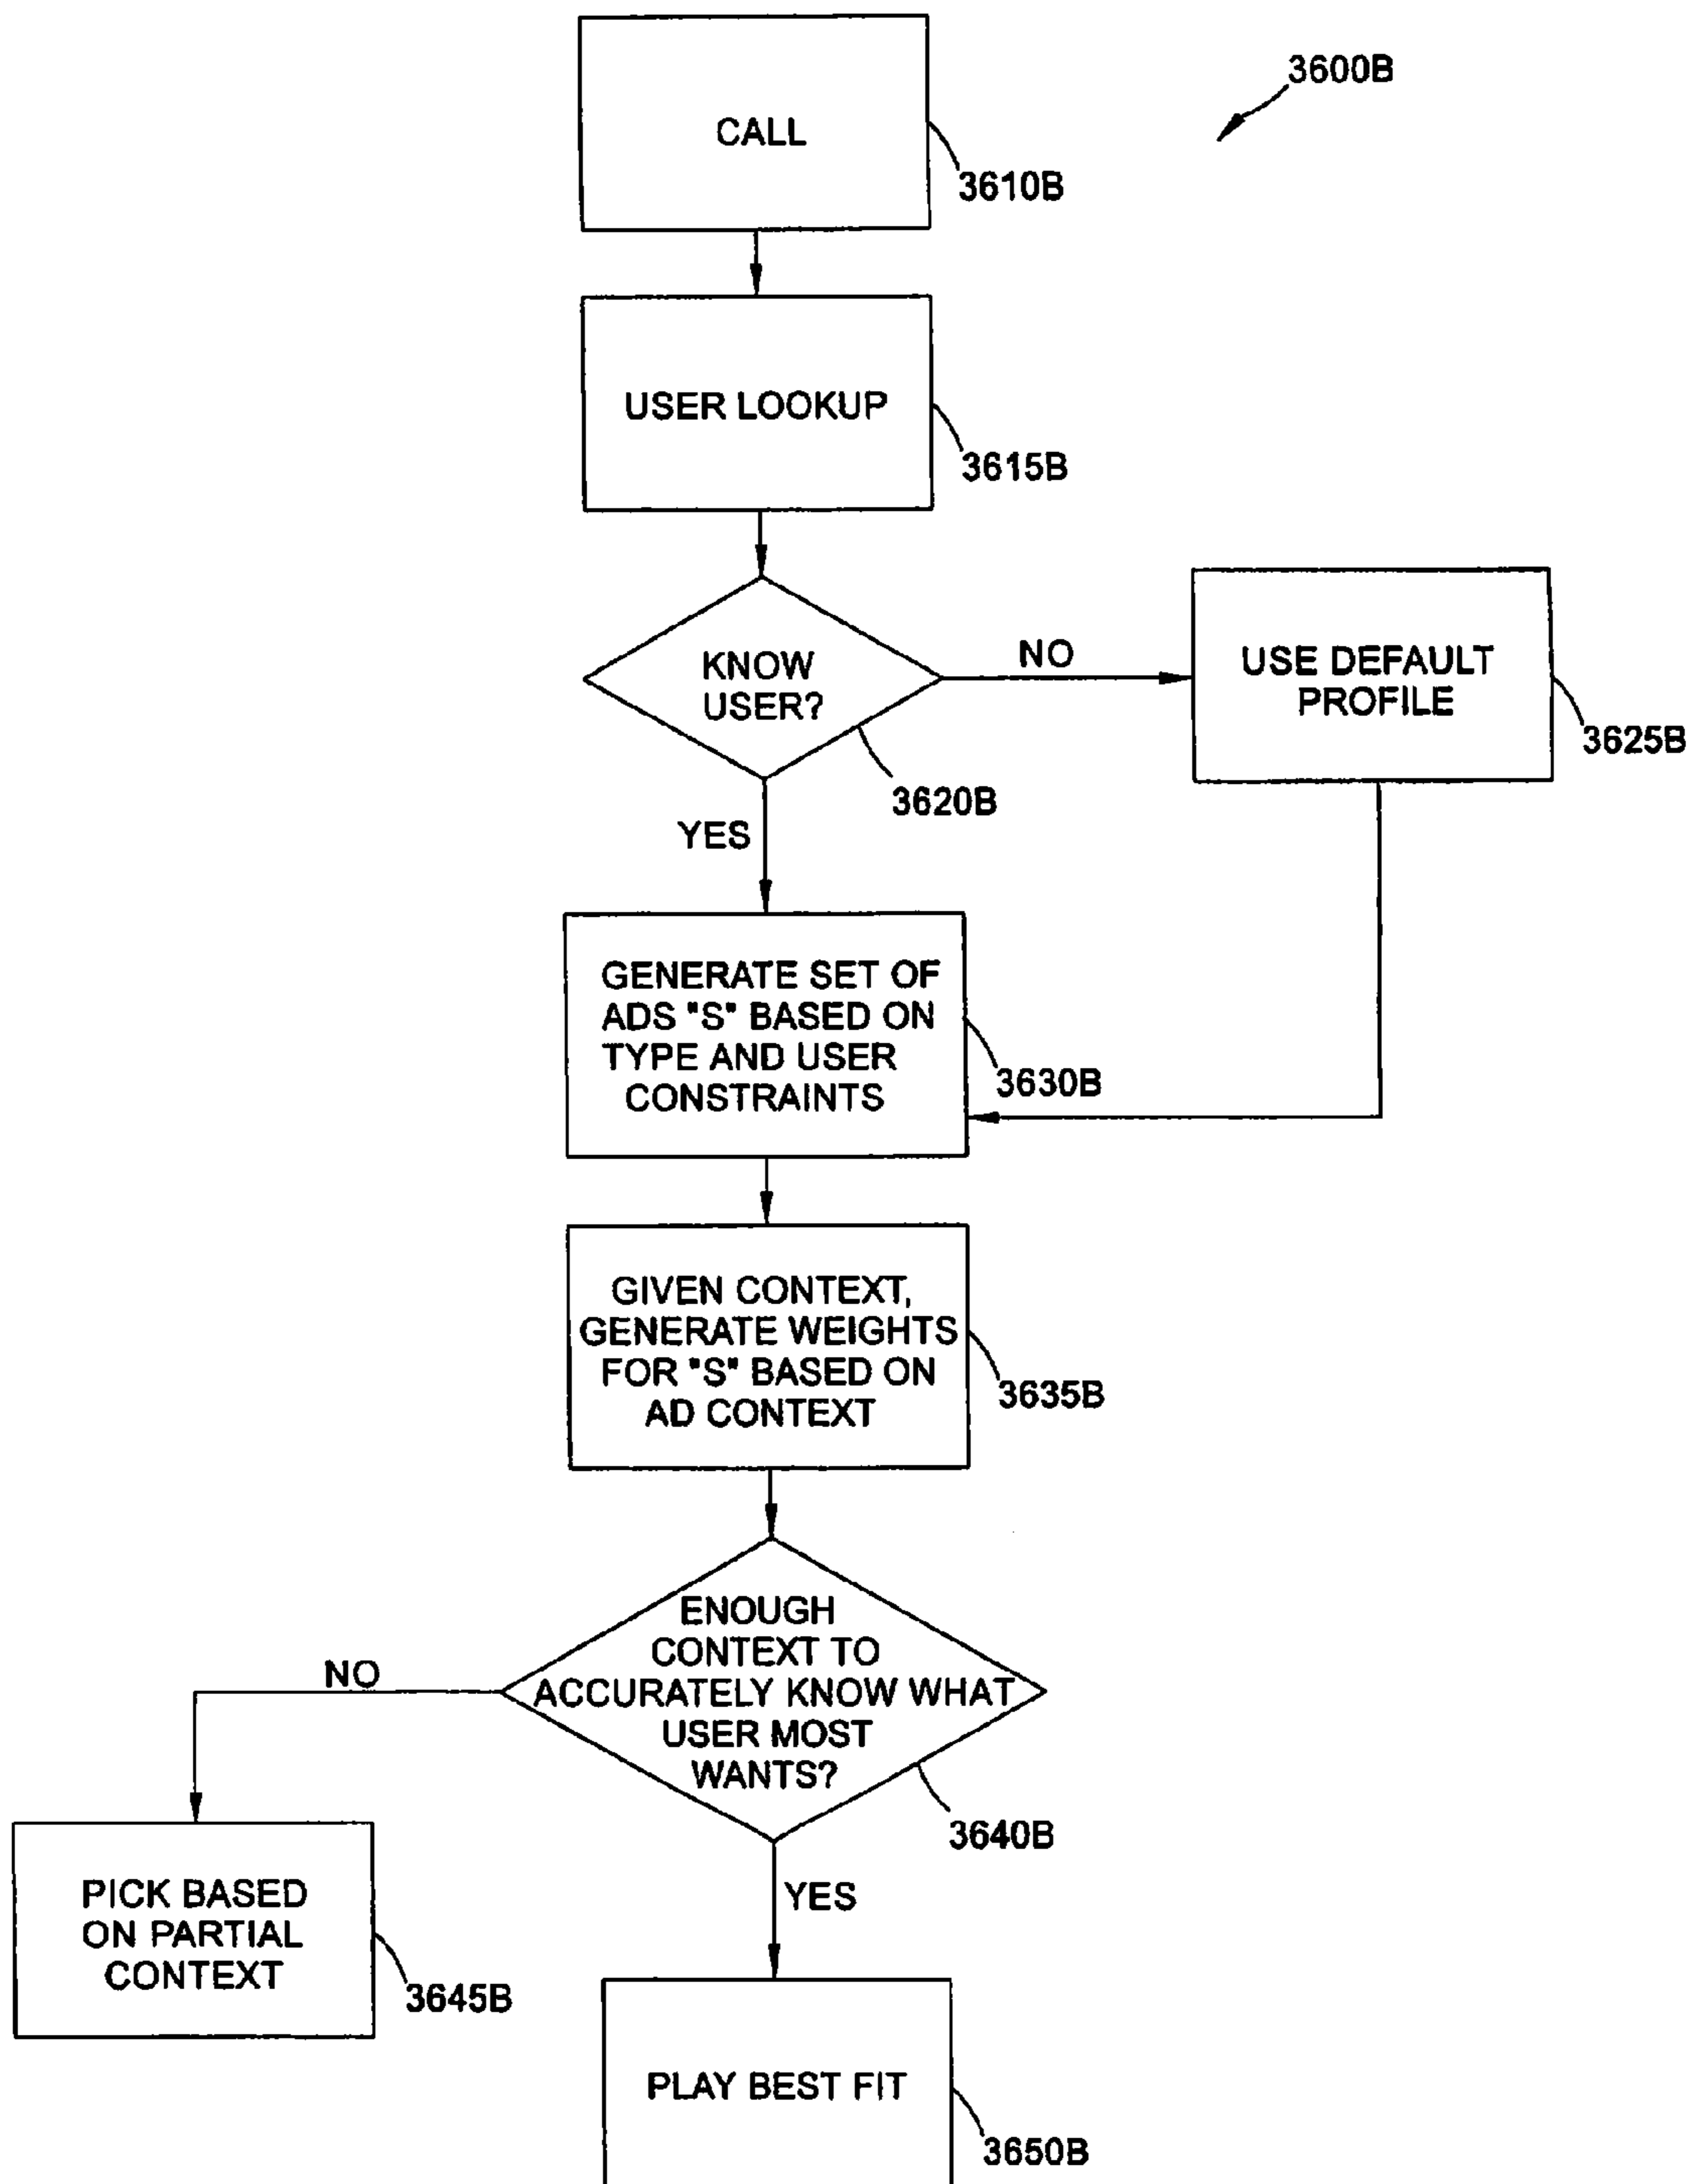 3600B
CALL
3610B
USER LOOKUP
3615B
KNOW
USER?
NO
USE DEFAULT
PROFILE
3625B
3620B
YES
GENERATE SET OF
ADS "S" BASED ON
TYPE AND USER
CONSTRAINTS
3630B
GIVEN CONTEXT,
GENERATE WEIGHTS
FOR "S" BASED ON
AD CONTEXT
3635B
ENOUGH
CONTEXT TO
ACCURATELY KNOW WHAT
USER MOST
WANTS?
NO
3640B
PICK BASED
ON PARTIAL
CONTEXT
3645B
YES
PLAY BEST FIT
3650B